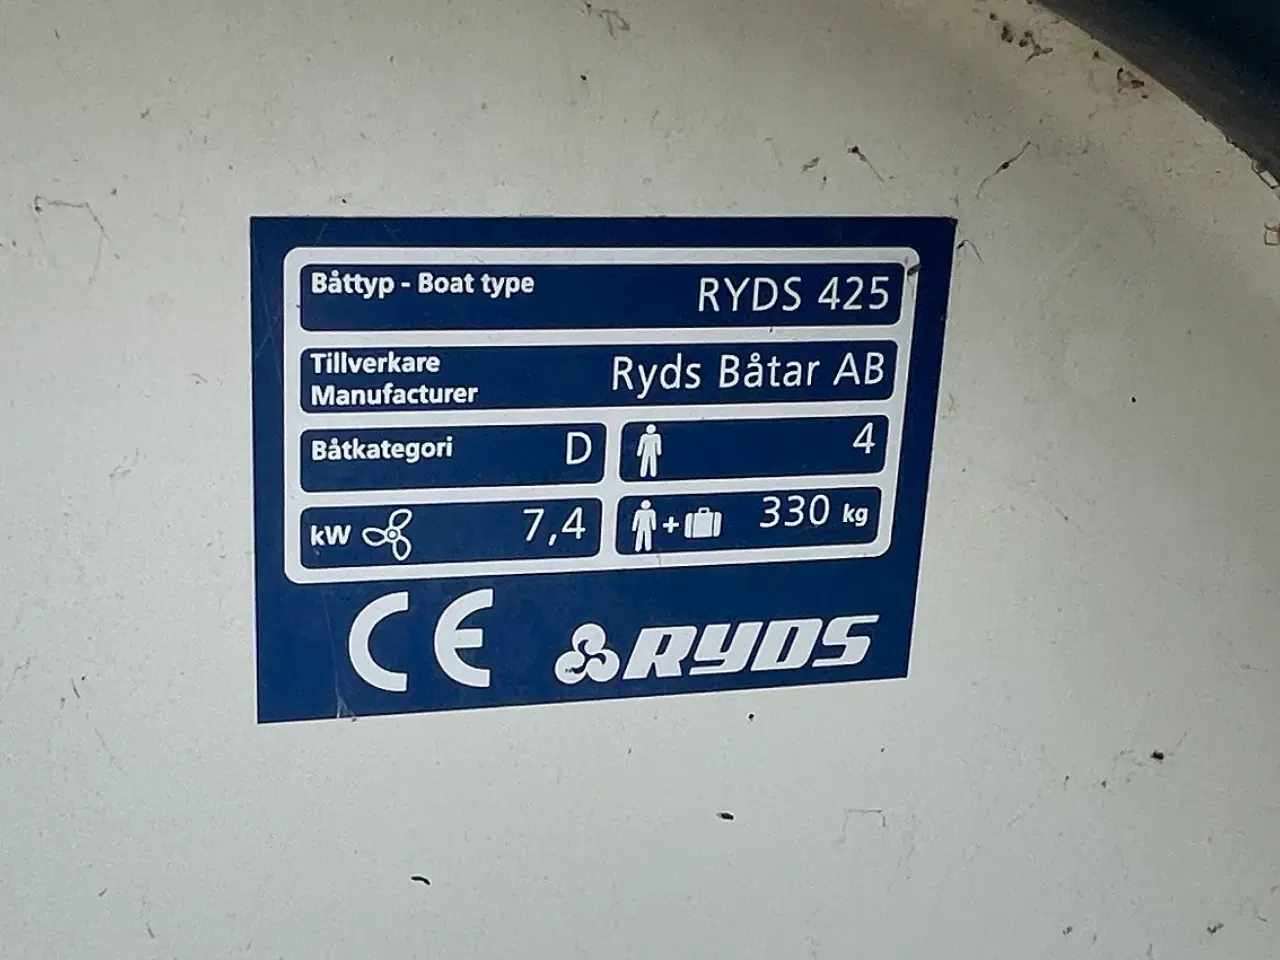 Båttyp - Boat type RYDS 425
Tillverkare
Manufacturer Ryds Båtar AB
Båtkategori D
4
kW 7,4
+ 330 kg
CE RYDS